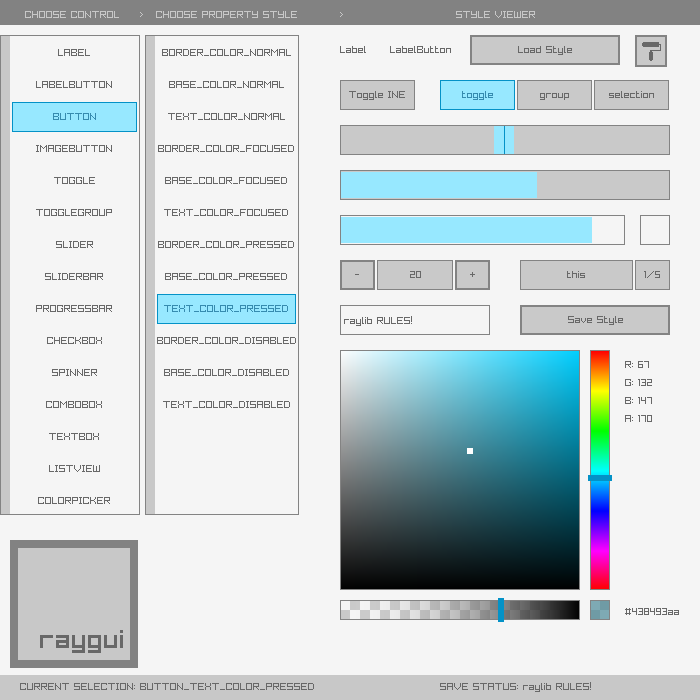 CHOOSE CONTROL > CHOOSE PROPERTY STYLE > STYLE VIEWER
LABEL
LABELBUTTON
BUTTON
IMAGEBUTTON
TOGGLE
TOGGLEGROUP
SLIDER
SLIDERBAR
PROGRESSBAR
CHECKBOX
SPINNER
COMBOBOX
TEXTBOX
LISTVIEW
COLORPICKER
BORDER_COLOR_NORMAL
BASE_COLOR_NORMAL
TEXT_COLOR_NORMAL
BORDER_COLOR_FOCUSED
BASE_COLOR_FOCUSED
TEXT_COLOR_FOCUSED
BORDER_COLOR_PRESSED
BASE_COLOR_PRESSED
TEXT_COLOR_PRESSED
BORDER_COLOR_DISABLED
BASE_COLOR_DISABLED
TEXT_COLOR_DISABLED
Label LabelButton Load Style
Toggle INE toggle group selection
- 20 + this 1/5
raylib RULES! Save Style
R: 67
G: 132
B: 147
A: 170
#438493aa
raygui
CURRENT SELECTION: BUTTON_TEXT_COLOR_PRESSED SAVE STATUS: raylib RULES!